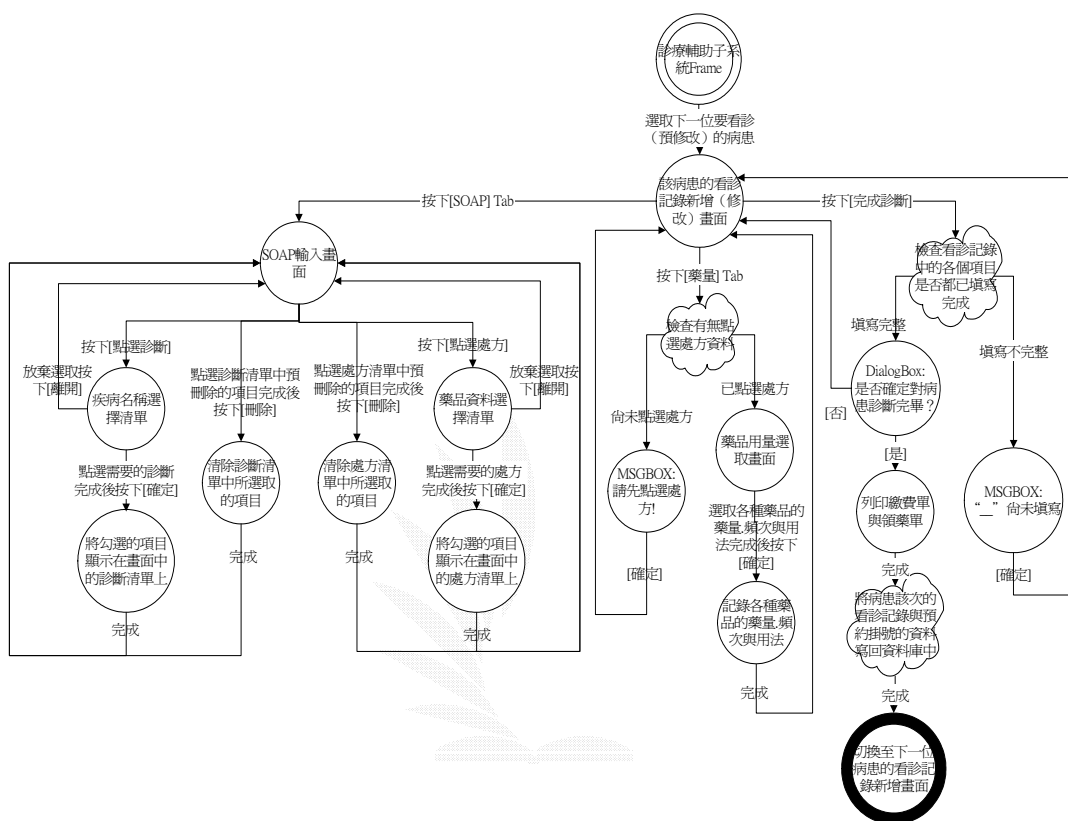 診療輔助子系
統Frame
選取下一位要看診
（預修改）的病患
該病患的看診
記錄新增（修
改）畫面
按下[SOAP] Tab
按下[完成診斷]
SOAP輸入畫
面
檢查看診記錄
中的各個項目
是否都已填寫
完成
按下[藥量] Tab
檢查有無點
選處方資料
填寫完整
填寫不完整
按下[點選診斷]
按下[點選處方]
放棄選取按
下[離開]
點選診斷清單中預
刪除的項目完成後
按下[刪除]
點選處方清單中預
刪除的項目完成後
按下[刪除]
放棄選取按
下[離開]
DialogBox:
是否確定對病
患診斷完畢？
[否]
疾病名稱選
擇清單
藥品資料選
擇清單
尚未點選處方
已點選處方
[是]
點選需要的診斷
完成後按下[確定]
清除診斷清
單中所選取
的項目
清除處方清
單中所選取
的項目
點選需要的處方
完成後按下[確定]
MSGBOX:
請先點選處
方!
藥品用量選
取畫面
列印繳費單
與領藥單
MSGBOX:
“__”尚未填寫
選取各種藥品的
藥量,頻次與用
法完成後按下
[確定]
將勾選的項目
顯示在畫面中
的診斷清單上
完成
完成
將勾選的項目
顯示在畫面中
的處方清單上
[確定]
完成
[確定]
記錄各種藥
品的藥量,頻
次與用法
將病患該次的
看診記錄與預
約掛號的資料
寫回資料庫中
完成
完成
完成
完成
切換至下一位
病患的看診記
錄新增畫面